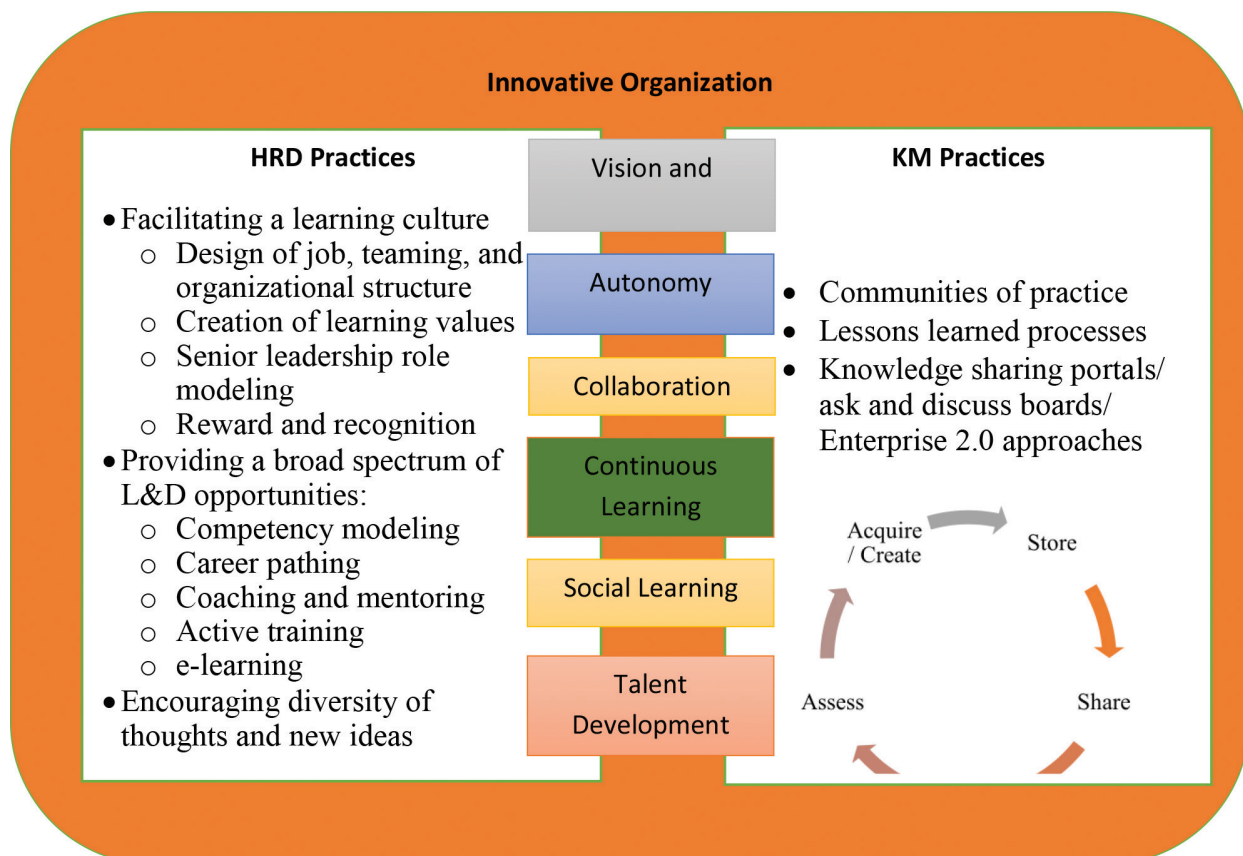 Innovative Organization
HRD Practices
• Facilitating a learning culture
o Design of job, teaming, and
organizational structure
o Creation of learning values
o Senior leadership role
modeling
o Reward and recognition
• Providing a broad spectrum of
L&D opportunities:
o Competency modeling
o Career pathing
o Coaching and mentoring
o Active training
o e-learning
• Encouraging diversity of
thoughts and new ideas
Vision and
Autonomy
Collaboration
Continuous
Learning
Social Learning
Talent
Development
KM Practices
• Communities of practice
• Lessons learned processes
• Knowledge sharing portals/
ask and discuss boards/
Enterprise 2.0 approaches
Acquire
/ Create
Store
Share
Assess